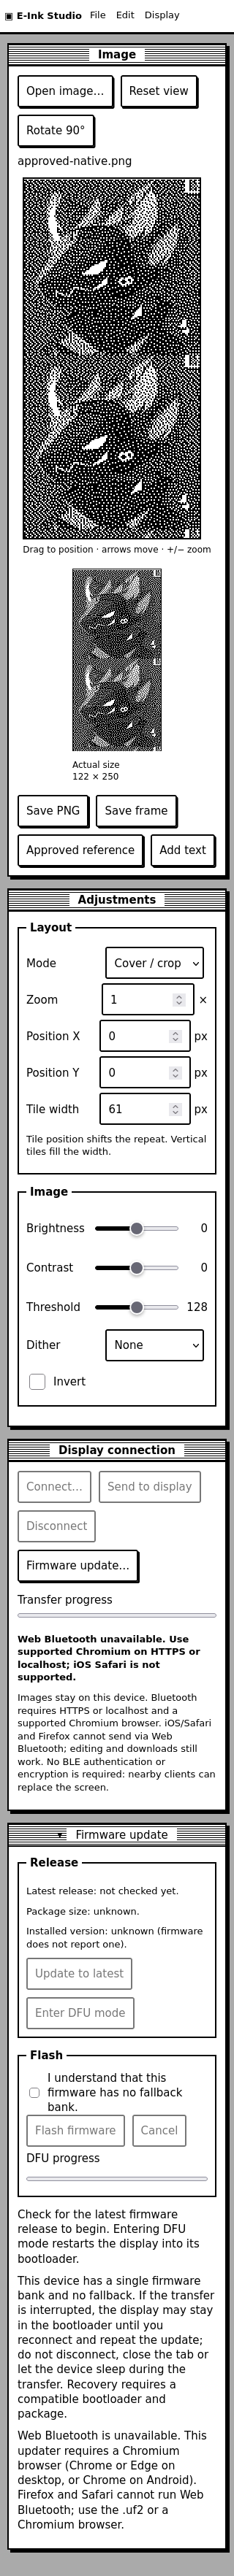 ▣ E-Ink Studio File Edit Display
Image
Open image… Reset view
Rotate 90°
approved-native.png
Drag to position · arrows move · +/− zoom
Actual size
122 × 250
Save PNG Save frame
Approved reference Add text
Adjustments
Layout
Mode Cover / crop
Zoom 1 ×
Position X 0 px
Position Y 0 px
Tile width 61 px
Tile position shifts the repeat. Vertical
tiles fill the width.
Image
Brightness 0
Contrast 0
Threshold 128
Dither None
Invert
Display connection
Connect… Send to display
Disconnect
Firmware update…
Transfer progress
Web Bluetooth unavailable. Use
supported Chromium on HTTPS or
localhost; iOS Safari is not
supported.
Images stay on this device. Bluetooth
requires HTTPS or localhost and a
supported Chromium browser. iOS/Safari
and Firefox cannot send via Web
Bluetooth; editing and downloads still
work. No BLE authentication or
encryption is required: nearby clients can
replace the screen.
▾ Firmware update
Release
Latest release: not checked yet.
Package size: unknown.
Installed version: unknown (firmware
does not report one).
Update to latest
Enter DFU mode
Flash
I understand that this
firmware has no fallback
bank.
Flash firmware Cancel
DFU progress
Check for the latest firmware
release to begin. Entering DFU
mode restarts the display into its
bootloader.
This device has a single firmware
bank and no fallback. If the transfer
is interrupted, the display may stay
in the bootloader until you
reconnect and repeat the update;
do not disconnect, close the tab or
let the device sleep during the
transfer. Recovery requires a
compatible bootloader and
package.
Web Bluetooth is unavailable. This
updater requires a Chromium
browser (Chrome or Edge on
desktop, or Chrome on Android).
Firefox and Safari cannot run Web
Bluetooth; use the .uf2 or a
Chromium browser.